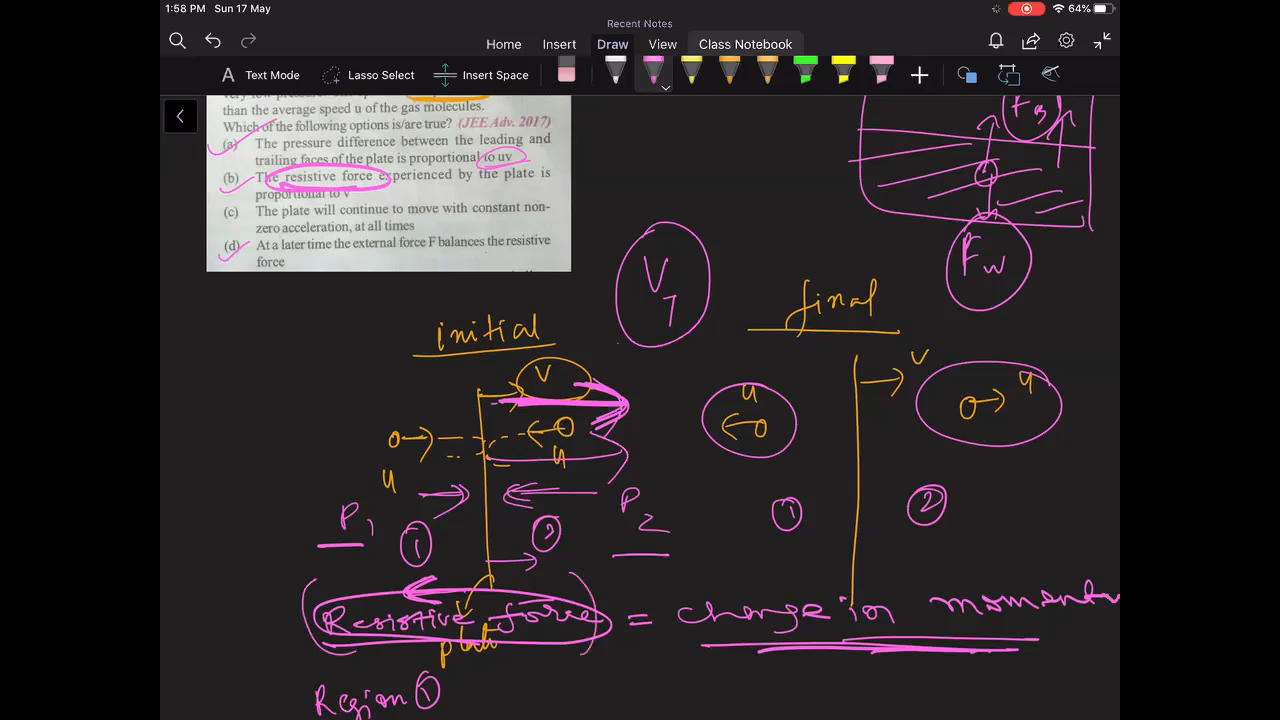 1:58 PM Sun 17 May
64%
Recent Notes
Home Insert Draw View Class Notebook
A Text Mode Lasso Select Insert Space
than the average speed u of the gas molecules.
Which of the following options is/are true? (JEE Adv. 2017)
(a) The pressure difference between the leading and
trailing faces of the plate is proportional to uv
(b) The resistive force experienced by the plate is
proportional to v
(c) The plate will continue to move with constant non-
zero acceleration, at all times
(d) At a later time the external force F balances the resistive
force
FB
Fw
V
initial
final
v
v
u
u
u
u
P1
P2
1
2
1
2
(Resistive force) = change in momentu
plate
Region 1